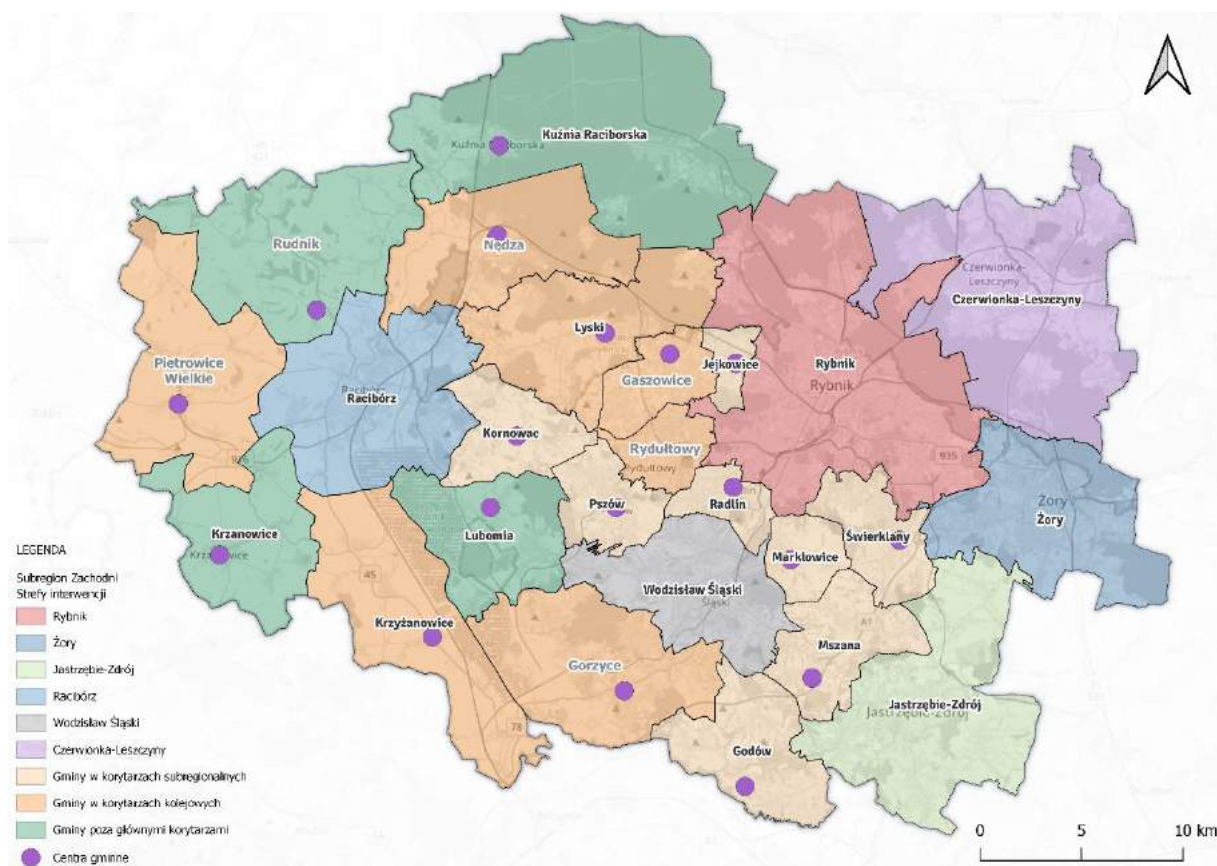 Kuźnia Raciborska
Kuźnia Raciborska
Rudnik
Nędza
Czerwionka-
Leszczyny
Czerwionka-Leszczyny
Lyski
Jejkowice
Pietrowice
Wielkie
Gaszowice
Rybnik
Rybnik
Racibórz
Racibórz
Kornowac
Rydułtowy
Rydułtowy
935
Pszów
Radlin
Żory
Żory
Krzanowice
Krzanowice
Lubomia
Marklowice
Świerklany
45
Wodzisław Śląski
Śląski
Krzyżanowice
A1
Mszana
Gorzyce
78
Jastrzębie-Zdrój
Jastrzębie-Zdrój
Godów
LEGENDA
Subregion Zachodni
Strefy interwencji
Rybnik
Żory
Jastrzębie-Zdrój
Racibórz
Wodzisław Śląski
Czerwionka-Leszczyny
Gminy w korytarzach subregionalnych
Gminy w korytarzach kolejowych
Gminy poza głównymi korytarzami
Centra gminne
0 5 10 km